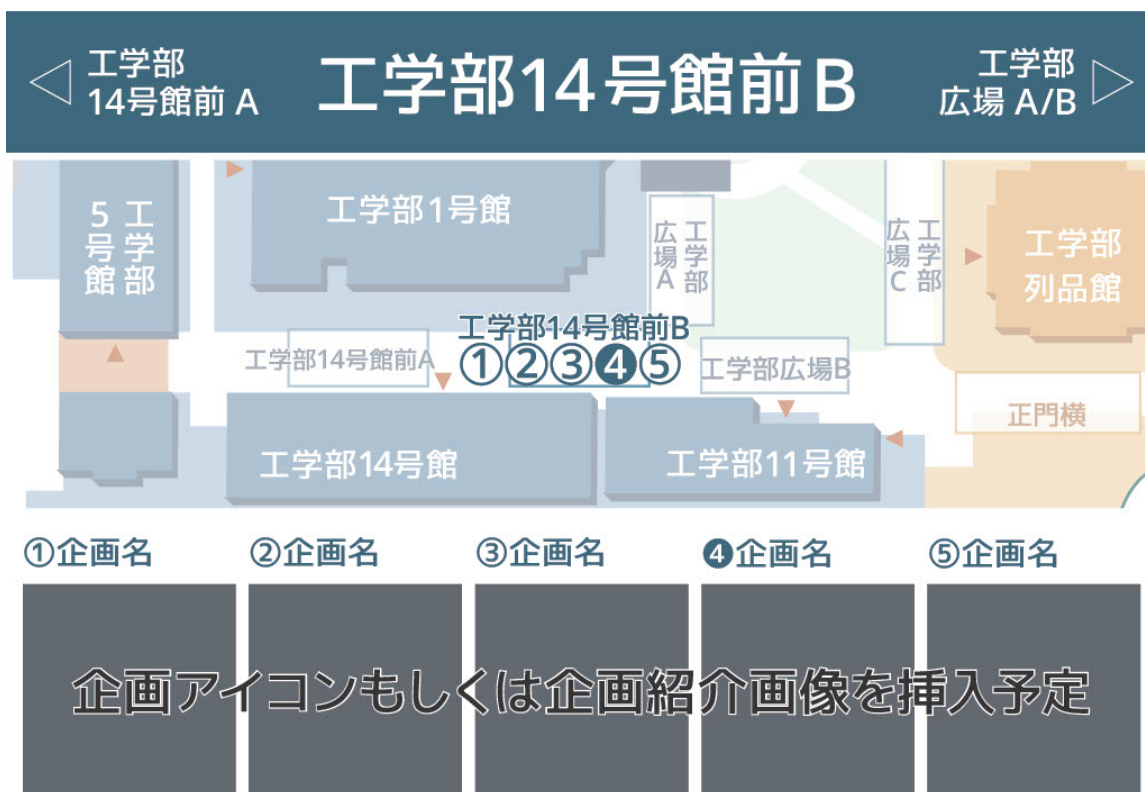 工学部
14号館前 A
工学部14号館前 B
工学部
広場 A/B
工学部
5号館
工学部1号館
工学部
広場A
工学部
広場C
工学部
列品館
工学部14号館前B
工学部14号館前A
①②③❹⑤
工学部広場B
正門横
工学部14号館
工学部11号館
①企画名
②企画名
③企画名
❹企画名
⑤企画名
企画アイコンもしくは企画紹介画像を挿入予定